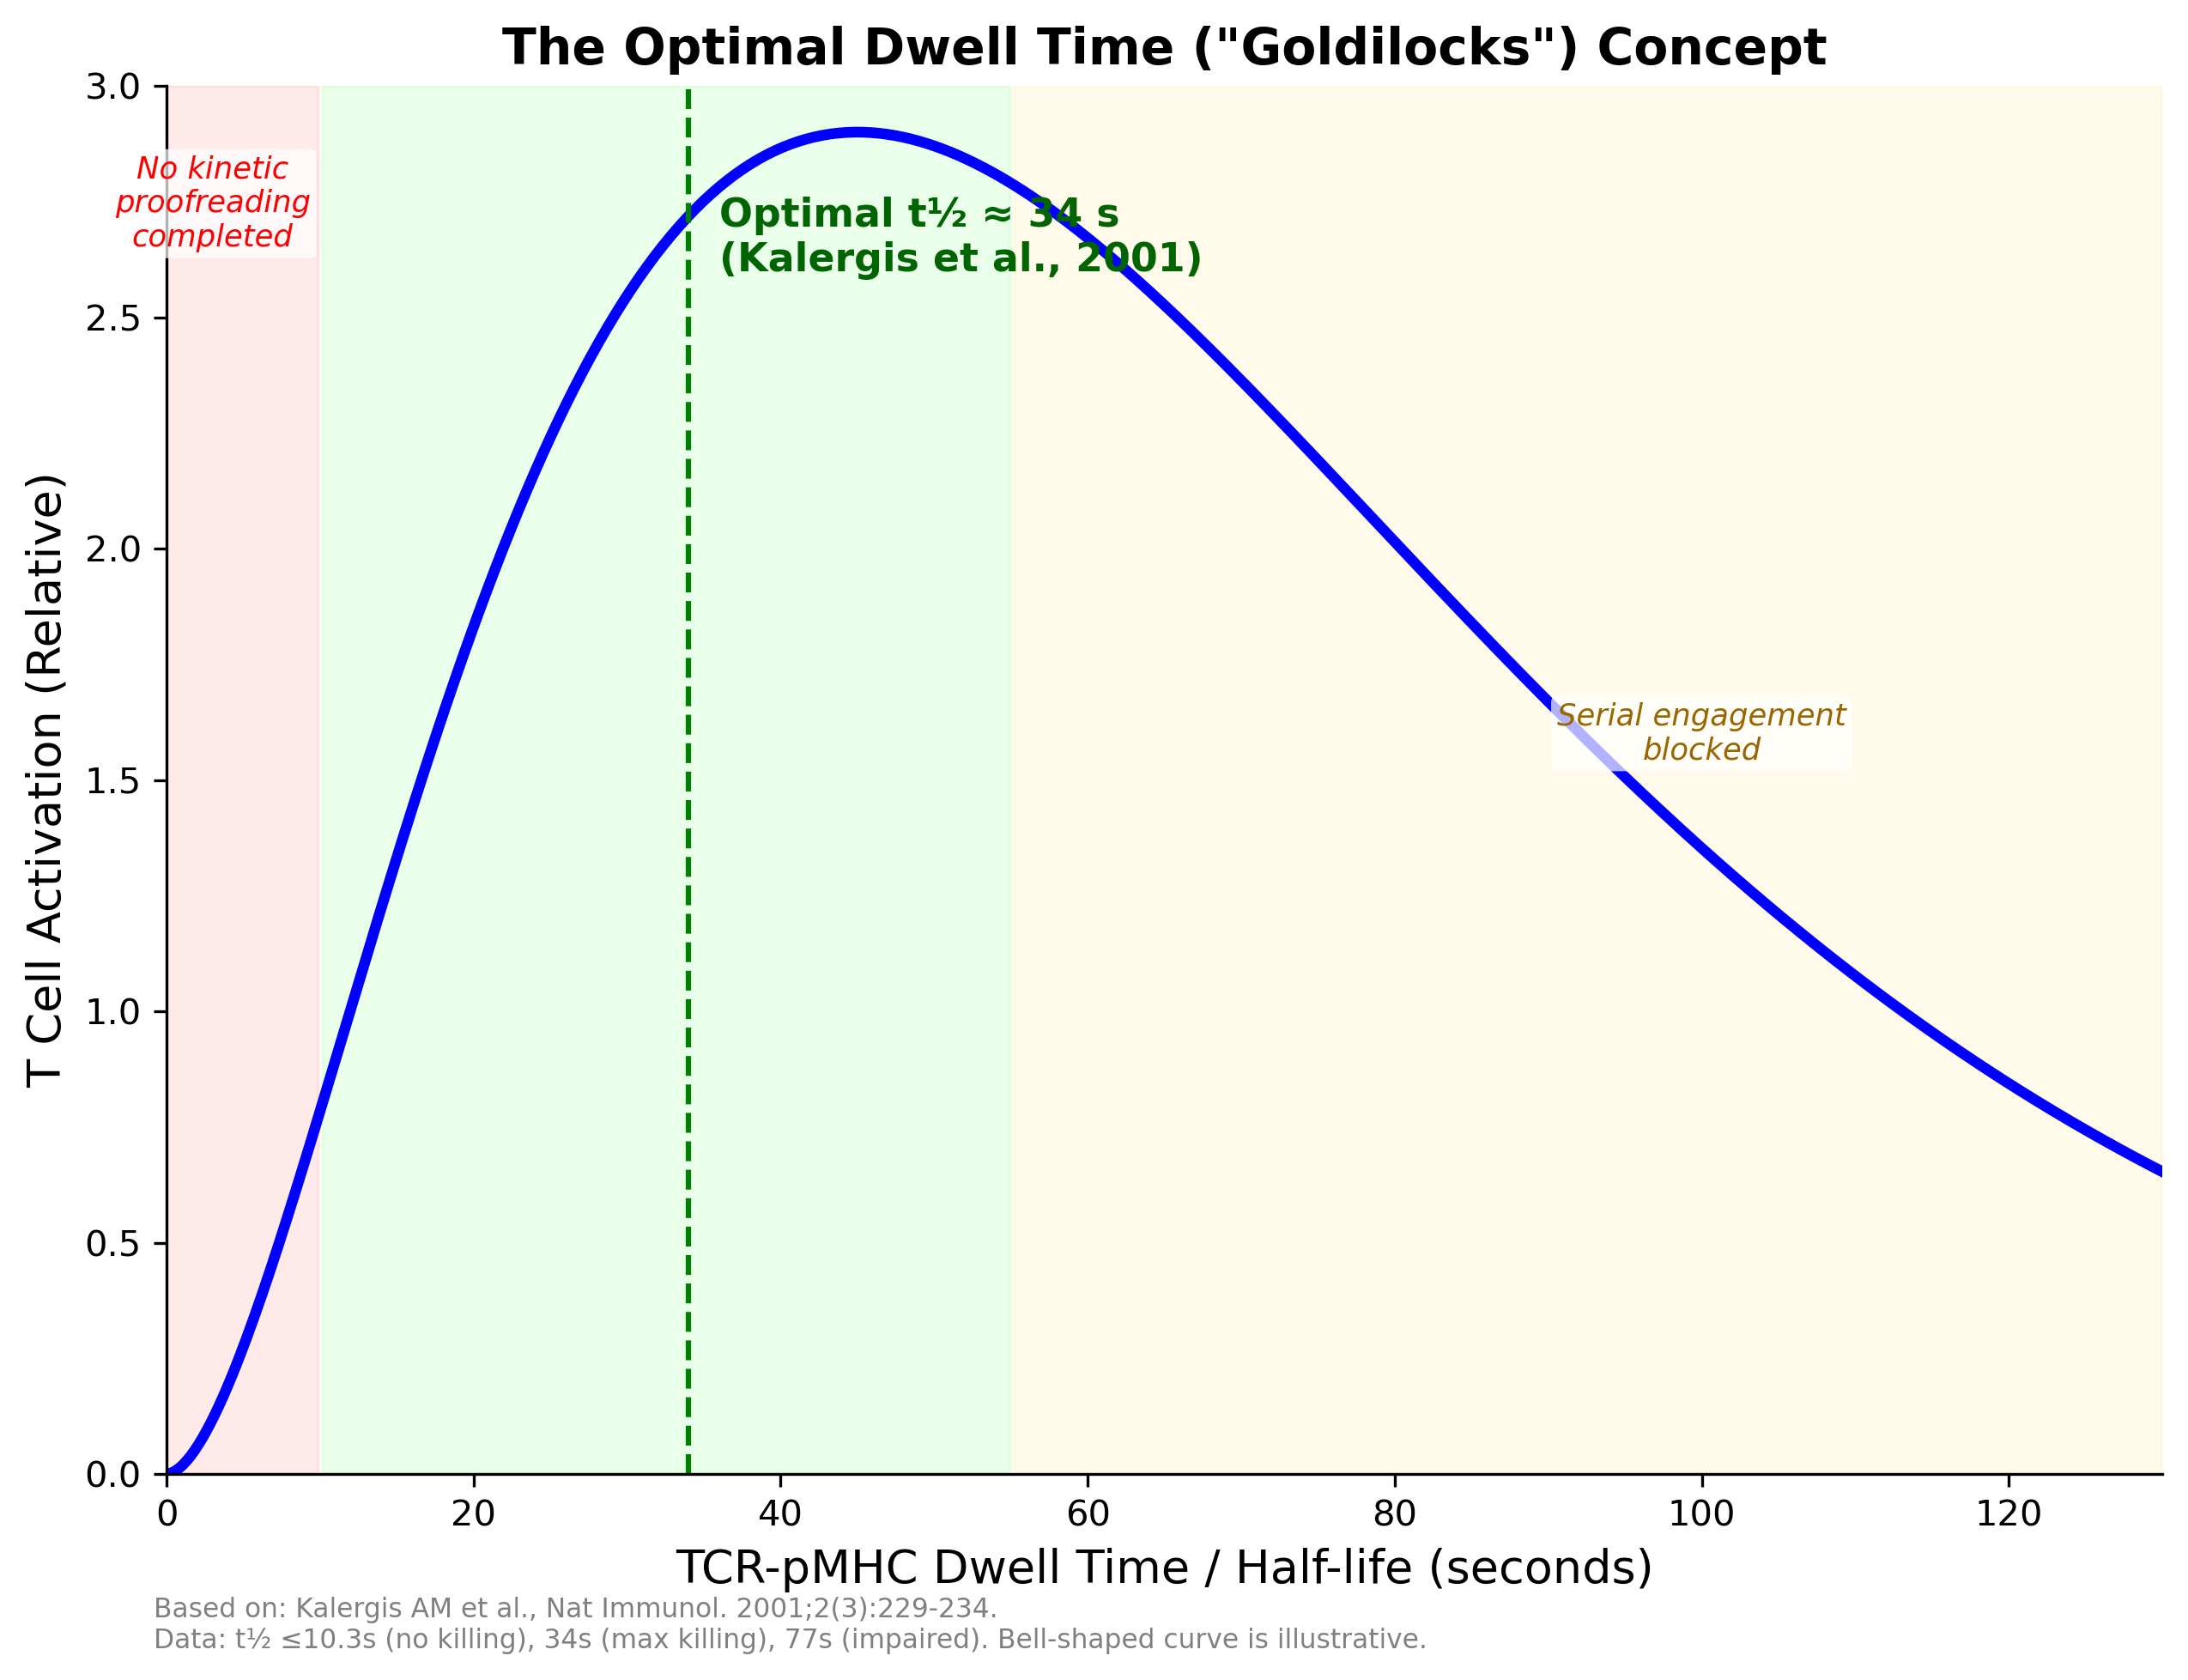 The Optimal Dwell Time ("Goldilocks") Concept
T Cell Activation (Relative)
3.0
2.5
2.0
1.5
1.0
0.5
0.0
No kinetic
proofreading
completed
Optimal t½ ≈ 34 s
(Kalergis et al., 2001)
Serial engagement
blocked
0 20 40 60 80 100 120
TCR-pMHC Dwell Time / Half-life (seconds)
Based on: Kalergis AM et al., Nat Immunol. 2001;2(3):229-234.
Data: t½ ≤10.3s (no killing), 34s (max killing), 77s (impaired). Bell-shaped curve is illustrative.